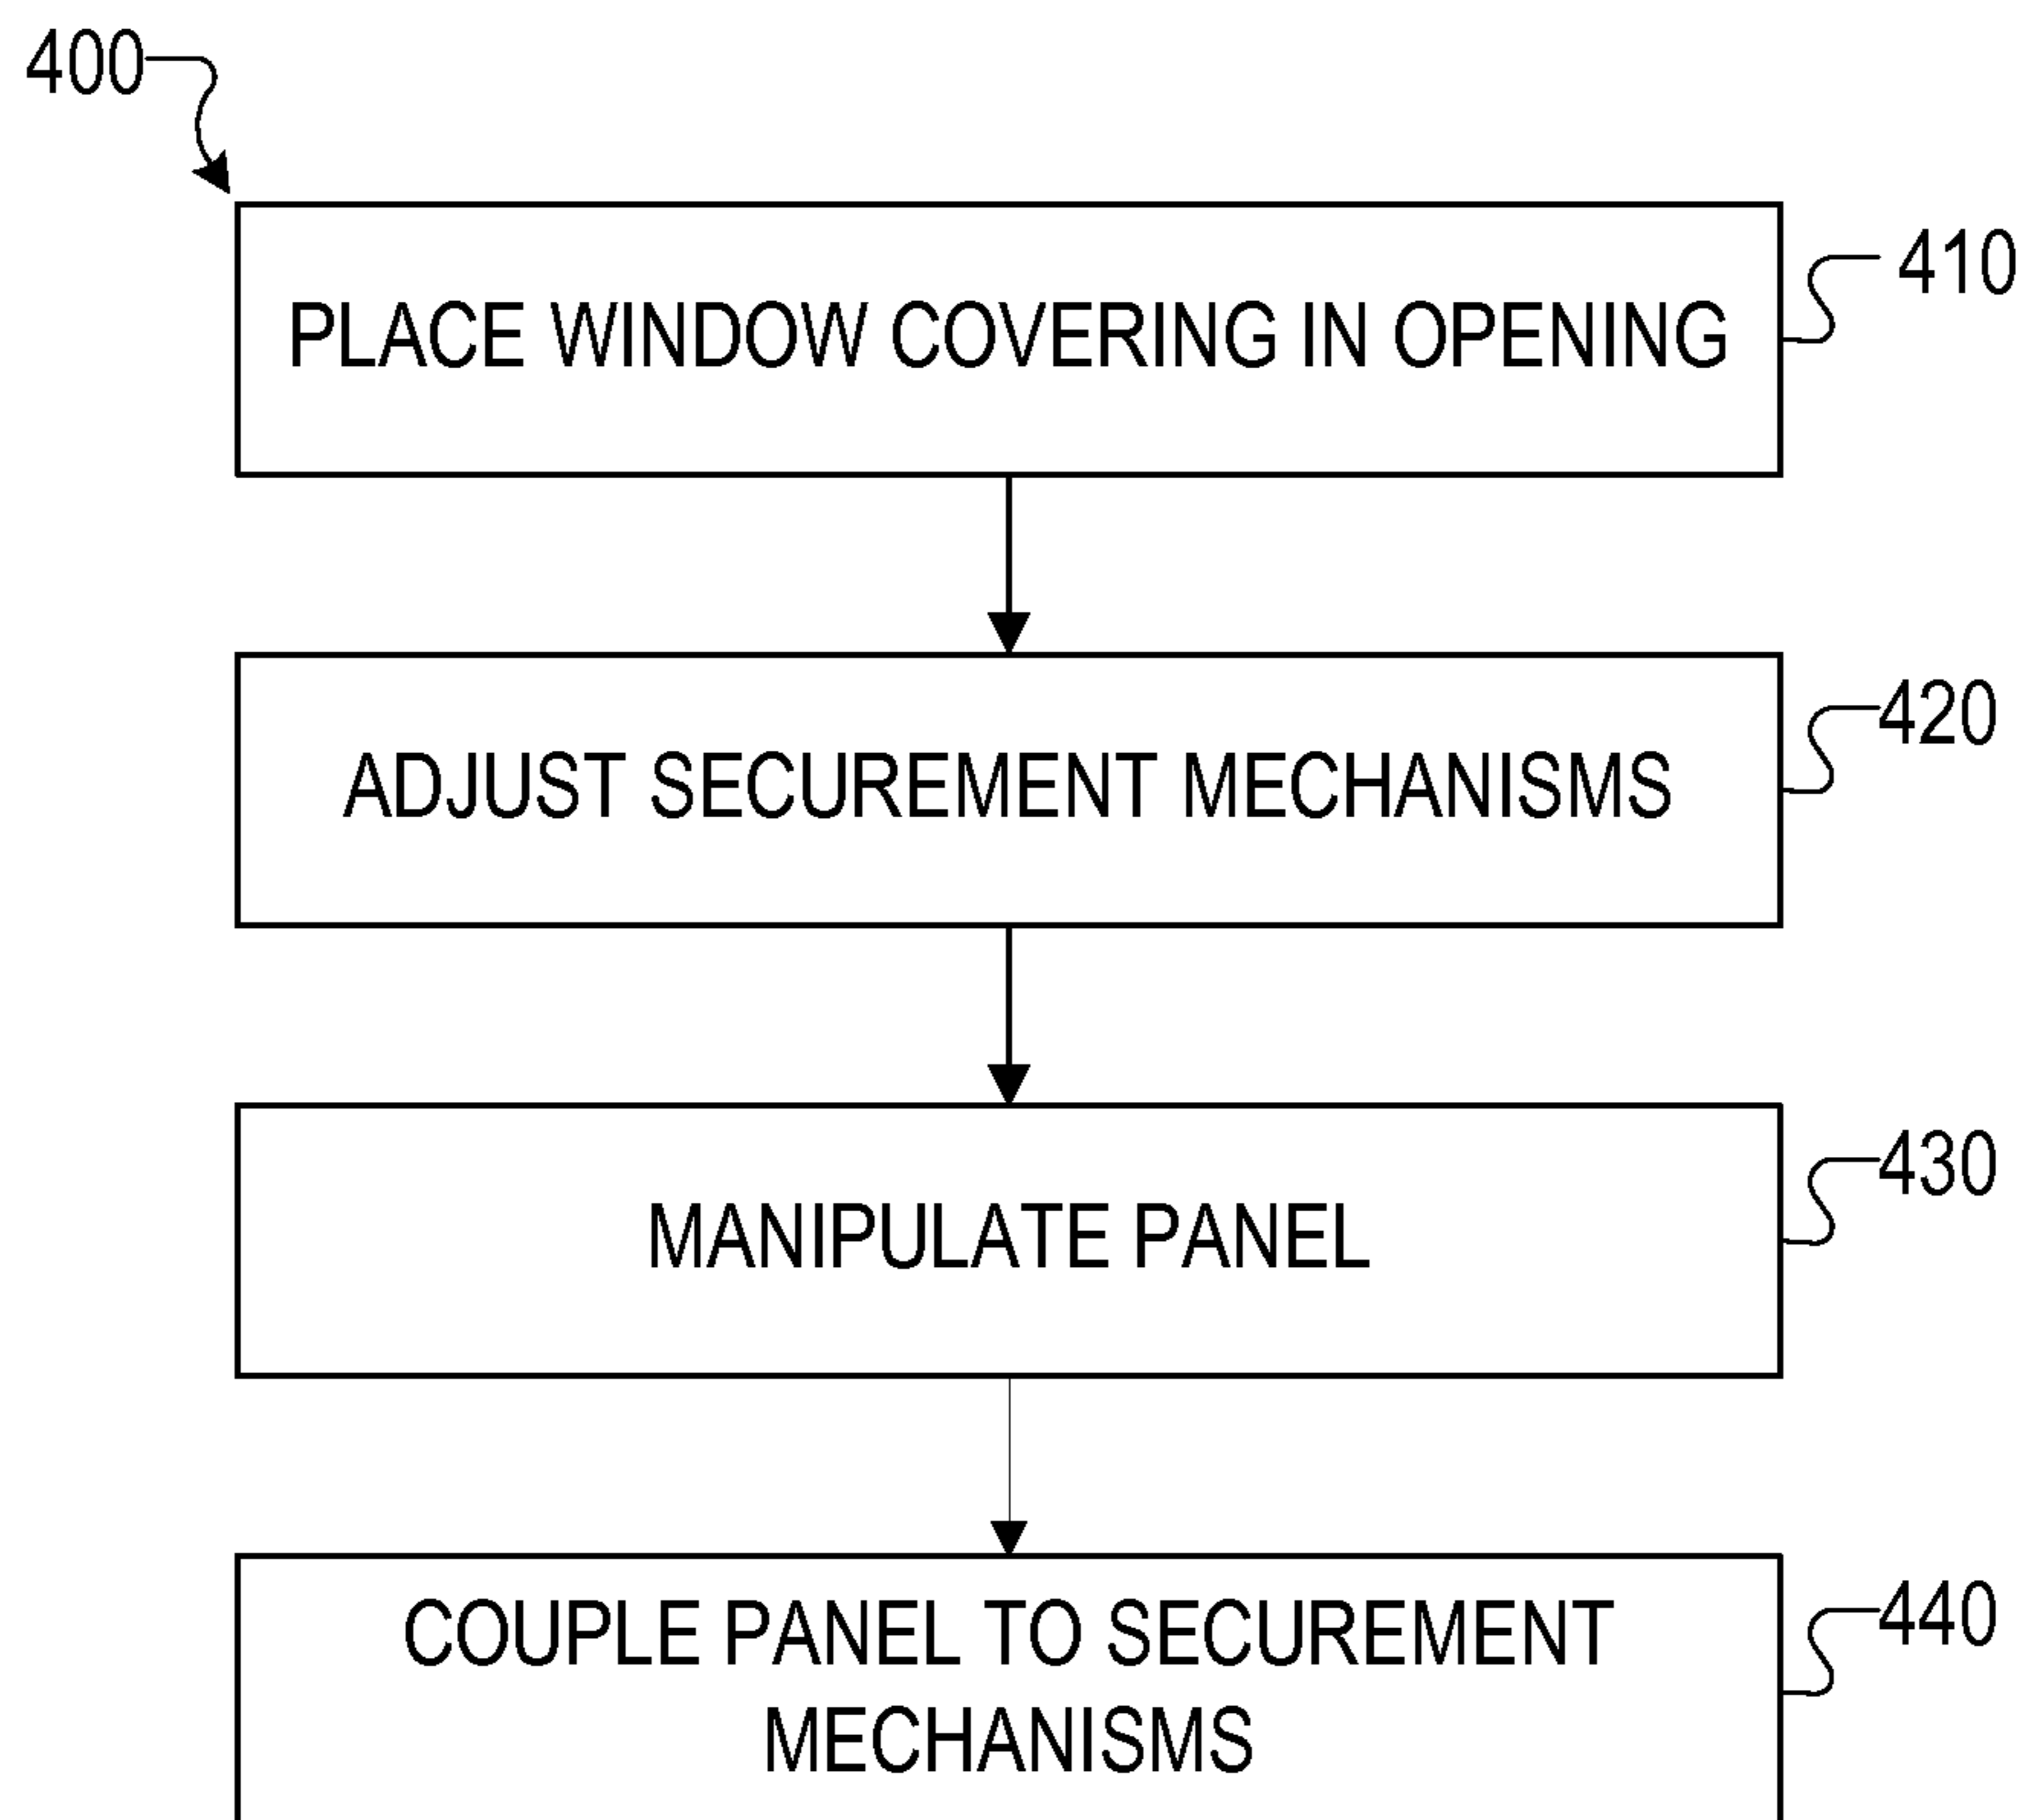 400
PLACE WINDOW COVERING IN OPENING
410
ADJUST SECUREMENT MECHANISMS
420
MANIPULATE PANEL
430
COUPLE PANEL TO SECUREMENT
MECHANISMS
440